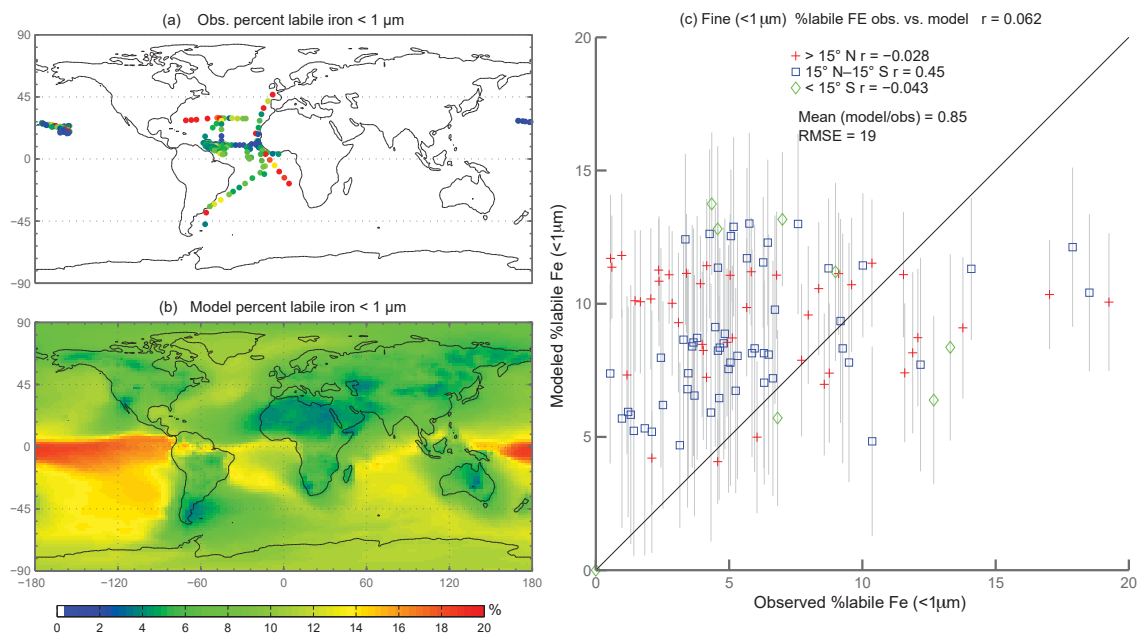 (a) Obs. percent labile iron < 1 µm
90
45
0
−45
−90
(b) Model percent labile iron < 1 µm
90
45
0
−45
−90
−180 −120 −60 0 60 120 180
0 2 4 6 8 10 12 14 16 18 20 %
(c) Fine (<1µm) %labile FE obs. vs. model r = 0.062
> 15° N r = −0.028
15° N–15° S r = 0.45
< 15° S r = −0.043
Mean (model/obs) = 0.85
RMSE = 19
Modeled %labile Fe (<1µm)
20
15
10
5
0
0 5 10 15 20
Observed %labile Fe (<1µm)